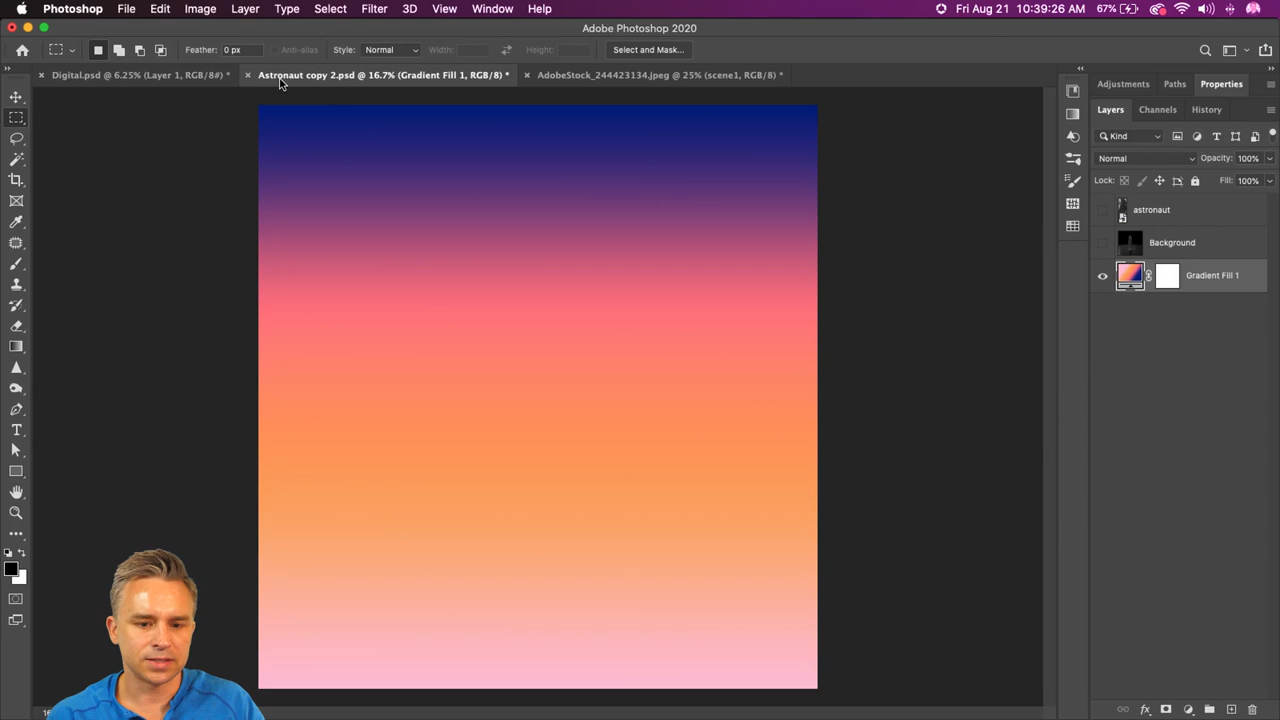 Photoshop File Edit Image Layer Type Select Filter 3D View Window Help Fri Aug 21 10:39:26 AM 67%
Adobe Photoshop 2020
Feather: 0 px Anti-alias Style: Normal Width: Height: Select and Mask...
Digital.psd @ 6.25% (Layer 1, RGB/8#) * Astronaut copy 2.psd @ 16.7% (Gradient Fill 1, RGB/8) * AdobeStock_244423134.jpeg @ 25% (scene1, RGB/8) *
Adjustments Paths Properties
Layers Channels History
Kind
Normal Opacity: 100%
Lock: Fill: 100%
astronaut
Background
Gradient Fill 1